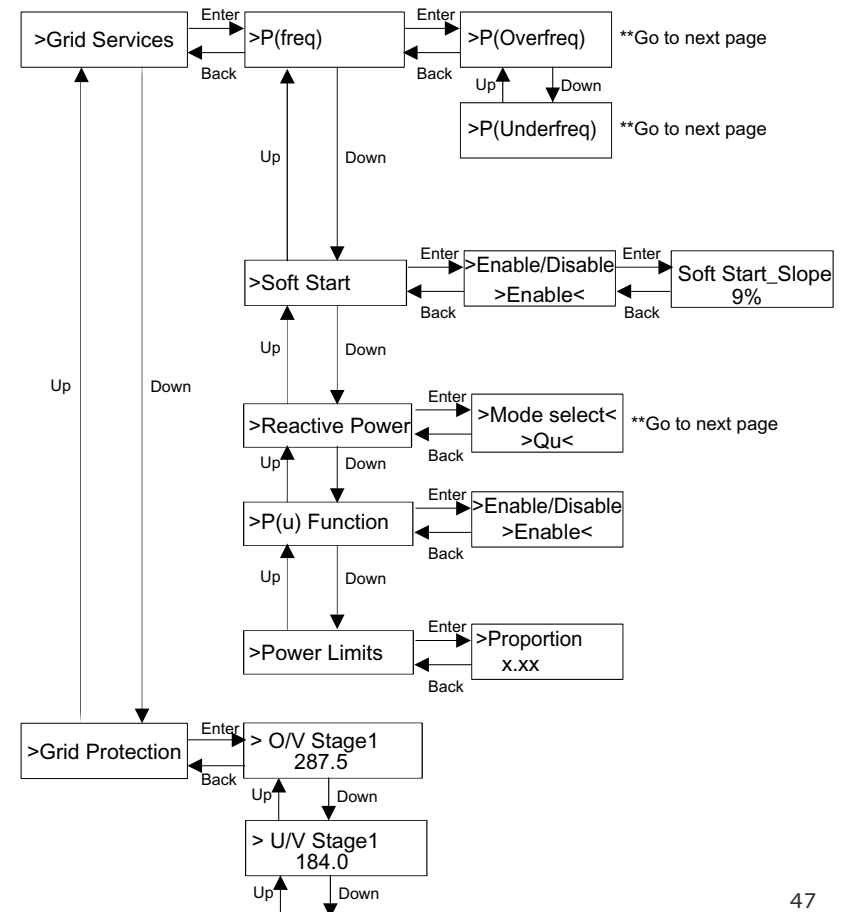 Enter
Enter
>Grid Services
>P(freq)
>P(Overfreq)
**Go to next page
Back
Back
Up
Down
>P(Underfreq)
**Go to next page
Up
Down
Enter
Enter
>Soft Start
>Enable/Disable
>Enable<
Soft Start_Slope
9%
Back
Back
Up
Down
Up
Down
Enter
>Reactive Power
>Mode select<
>Qu<
**Go to next page
Back
Up
Down
Enter
>P(u) Function
>Enable/Disable
>Enable<
Back
Up
Down
Enter
>Power Limits
>Proportion
x.xx
Back
Enter
>Grid Protection
> O/V Stage1
287.5
Back
Up
Down
> U/V Stage1
184.0
Up
Down
47